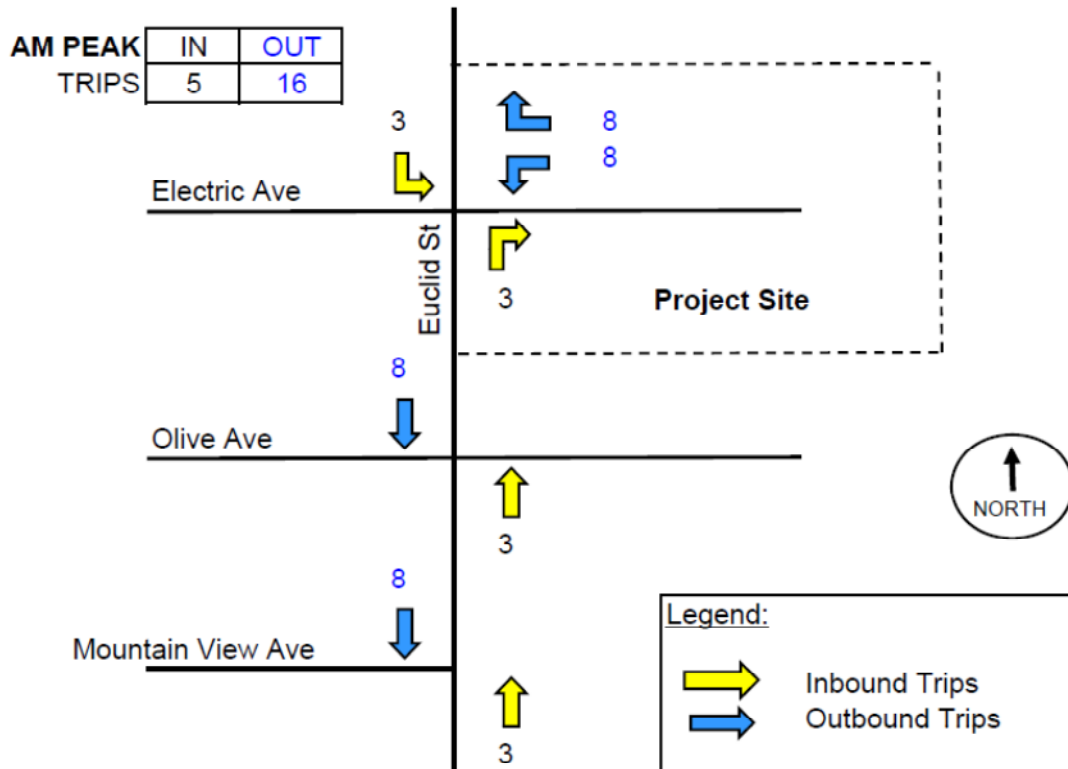 AM PEAK IN OUT
TRIPS 5 16
3
8
8
Electric Ave
Euclid St
3
Project Site
8
Olive Ave
3
NORTH
8
Mountain View Ave
3
Legend:
Inbound Trips
Outbound Trips